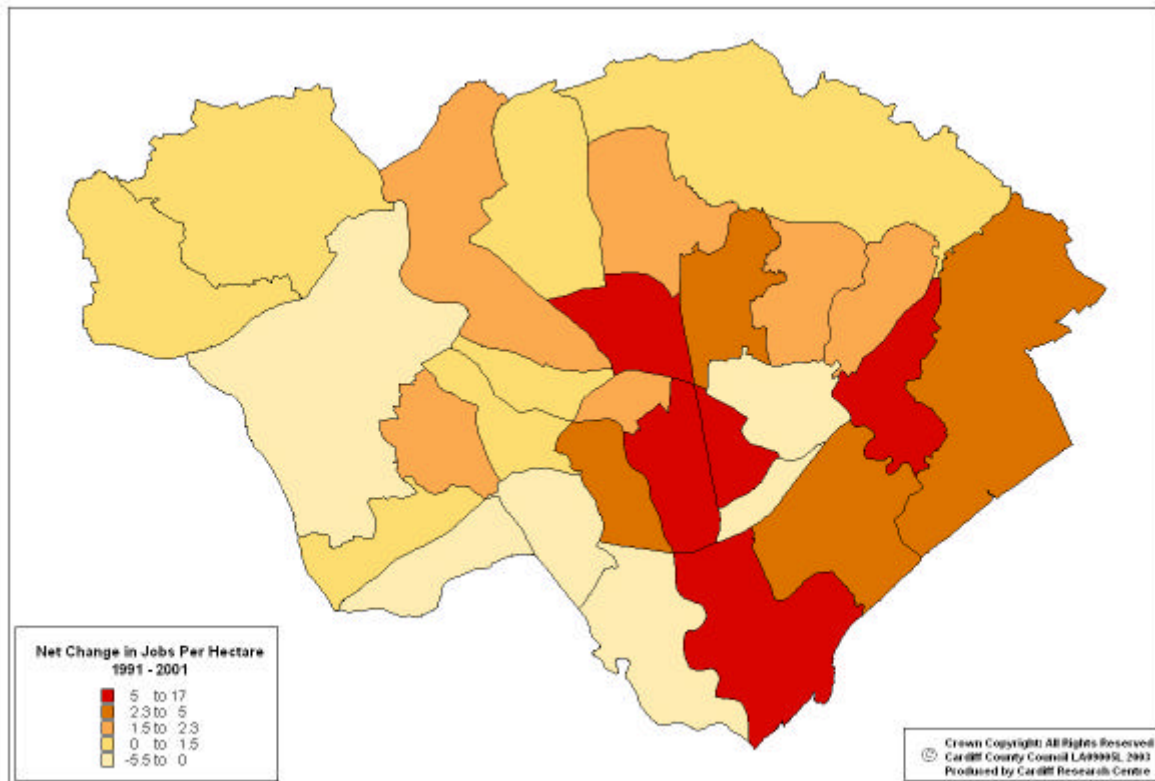 Net Change in Jobs Per Hectare
1991 - 2001
5 to 17
2.3 to 5
1.5 to 2.3
0 to 1.5
-5.5 to 0
© Crown Copyright: All Rights Reserved
Cardiff County Council LA09005L 2003
Produced by Cardiff Research Centre